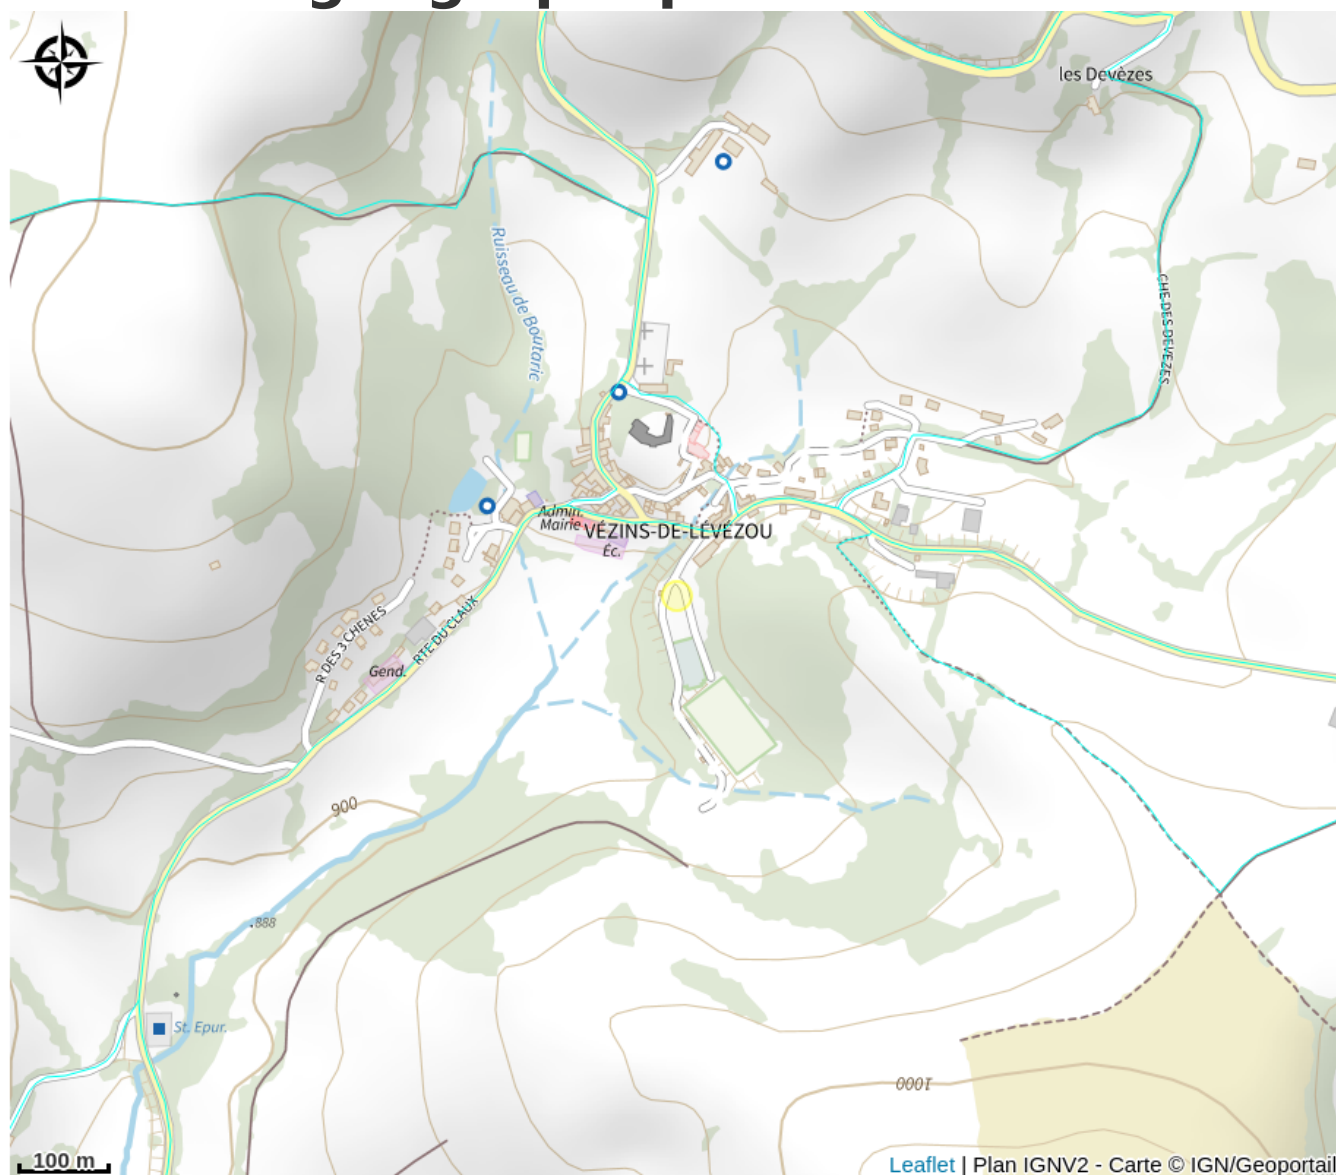 les Devèzes
Ruisseau de Boutaric
CHE DES DEVEZES
Admin.
Mairie
VÉZINS-DE-LÉVÉZOU
Éc.
R DES 3 CHENES
RTE DU CLAUX
Gend.
900
.888
St. Epur.
1000
100 m
Leaflet | Plan IGNV2 - Carte © IGN/Geoportail